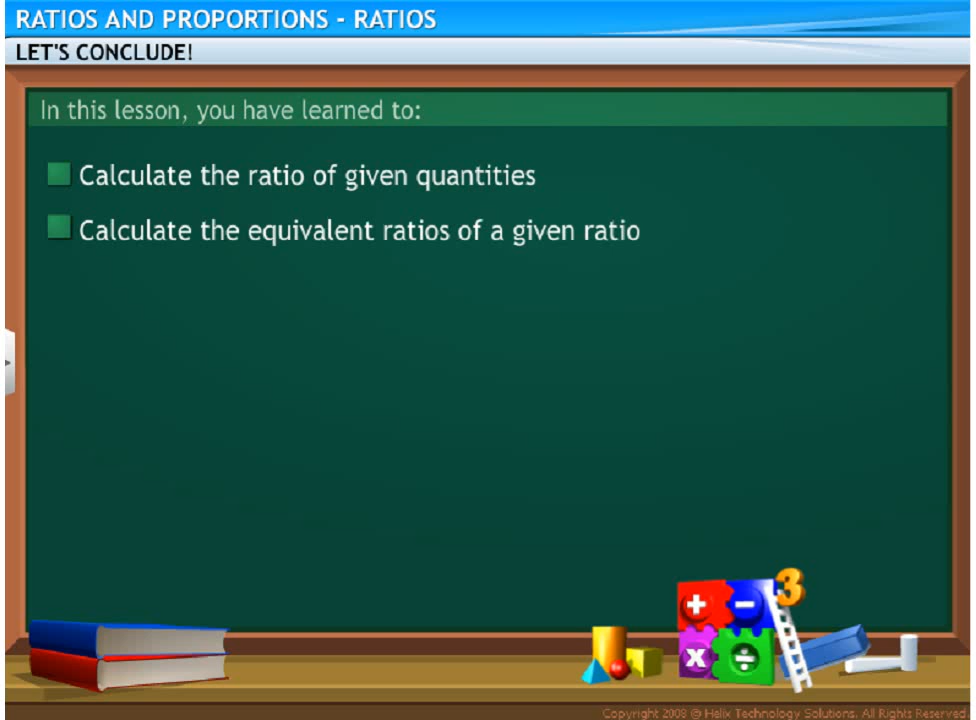 RATIOS AND PROPORTIONS - RATIOS
LET'S CONCLUDE!
In this lesson, you have learned to:
Calculate the ratio of given quantities
Calculate the equivalent ratios of a given ratio
3
+ −
x ÷
Copyright 2008 @ Helix Technology Solutions. All Rights Reserved